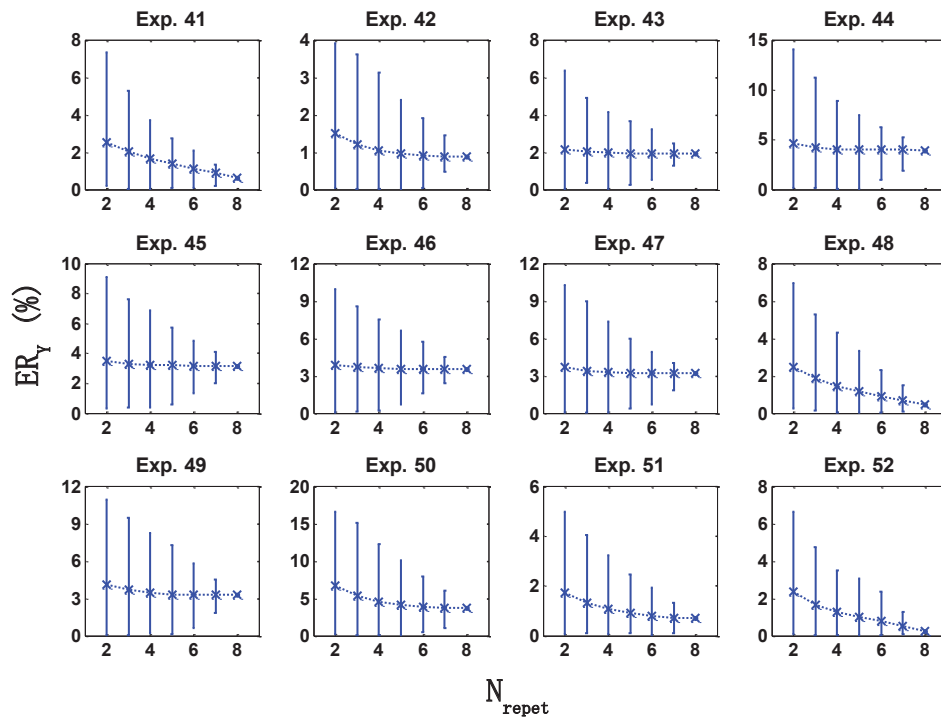 Exp. 41 Exp. 42 Exp. 43 Exp. 44
8 6 4 2 0
4 3 2 1 0
8 6 4 2 0
15 10 5 0
2 4 6 8 2 4 6 8 2 4 6 8 2 4 6 8
Exp. 45 Exp. 46 Exp. 47 Exp. 48
10 8 6 4 2 0
12 9 6 3 0
12 9 6 3 0
8 6 4 2 0
2 4 6 8 2 4 6 8 2 4 6 8 2 4 6 8
ER_Y (%)
Exp. 49 Exp. 50 Exp. 51 Exp. 52
12 9 6 3 0
20 15 10 5 0
6 4 2 0
8 6 4 2 0
2 4 6 8 2 4 6 8 2 4 6 8 2 4 6 8
N_repet